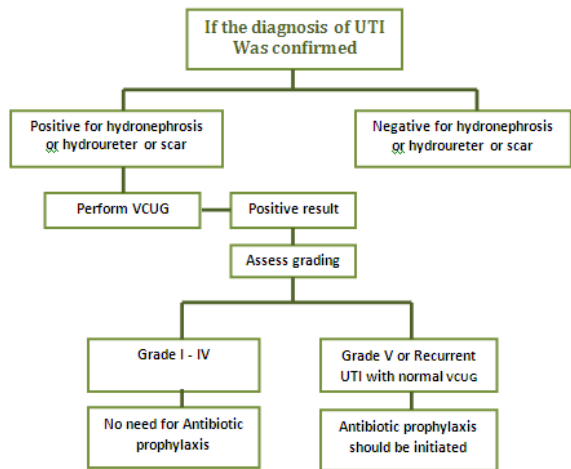 If the diagnosis of UTI
Was confirmed
Positive for hydronephrosis
or hydroureter or scar
Negative for hydronephrosis
or hydroureter or scar
Perform VCUG
Positive result
Assess grading
Grade I - IV
Grade V or Recurrent
UTI with normal VCUG
No need for Antibiotic
prophylaxis
Antibiotic prophylaxis
should be initiated